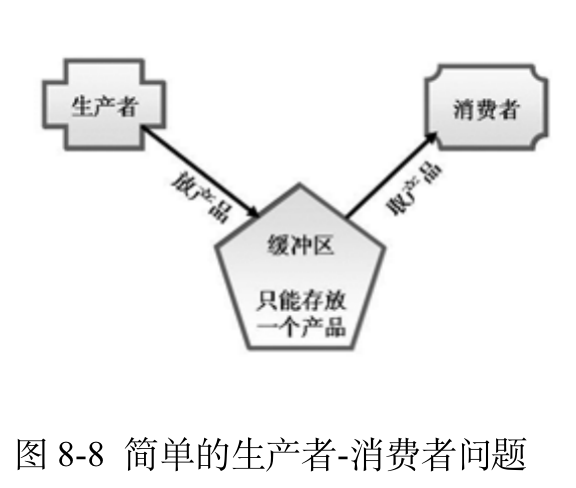 生产者
消费者
放产品
取产品
缓冲区
只能存放
一个产品
图 8-8 简单的生产者-消费者问题